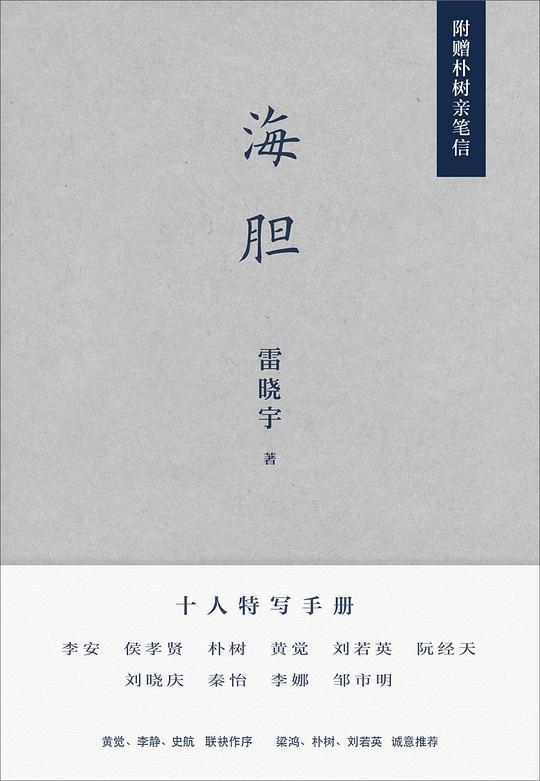 附赠朴树亲笔信
海胆
雷晓宇
著
十人特写手册
李安 侯孝贤 朴树 黄觉 刘若英 阮经天
刘晓庆 秦怡 李娜 邹市明
黄觉、李静、史航 联袂作序 梁鸿、朴树、刘若英 诚意推荐